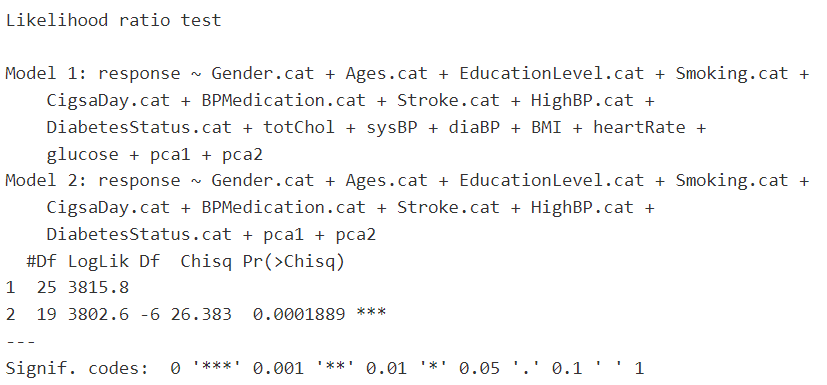 Likelihood ratio test
Model 1: response ~ Gender.cat + Ages.cat + EducationLevel.cat + Smoking.cat +
    CigsaDay.cat + BPMedication.cat + Stroke.cat + HighBP.cat +
    DiabetesStatus.cat + totChol + sysBP + diaBP + BMI + heartRate +
    glucose + pca1 + pca2
Model 2: response ~ Gender.cat + Ages.cat + EducationLevel.cat + Smoking.cat +
    CigsaDay.cat + BPMedication.cat + Stroke.cat + HighBP.cat +
    DiabetesStatus.cat + pca1 + pca2
  #Df LogLik Df  Chisq Pr(>Chisq)
1  25 3815.8
2  19 3802.6 -6 26.383  0.0001889 ***
---
Signif. codes:  0 '***' 0.001 '**' 0.01 '*' 0.05 '.' 0.1 ' ' 1